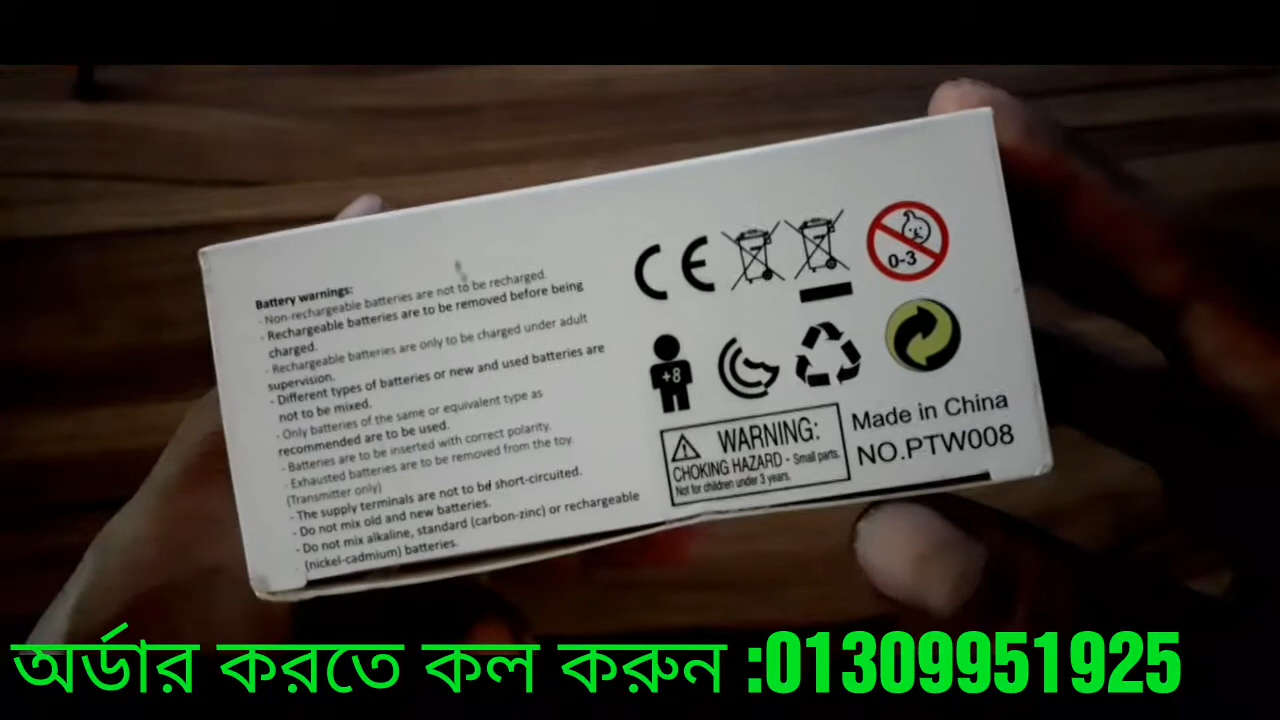 Battery warnings:
- Non-rechargeable batteries are not to be recharged.
- Rechargeable batteries are to be removed before being
charged.
- Rechargeable batteries are only to be charged under adult
supervision.
- Different types of batteries or new and used batteries are
not to be mixed.
- Only batteries of the same or equivalent type as
recommended are to be used.
- Batteries are to be inserted with correct polarity.
- Exhausted batteries are to be removed from the toy.
(Transmitter only)
- The supply terminals are not to be short-circuited.
- Do not mix old and new batteries.
- Do not mix alkaline, standard (carbon-zinc) or rechargeable
(nickel-cadmium) batteries.
CE
0-3
+8
WARNING:
CHOKING HAZARD - Small parts.
Not for children under 3 years.
Made in China
NO.PTW008
অর্ডার করতে কল করুন :01309951925